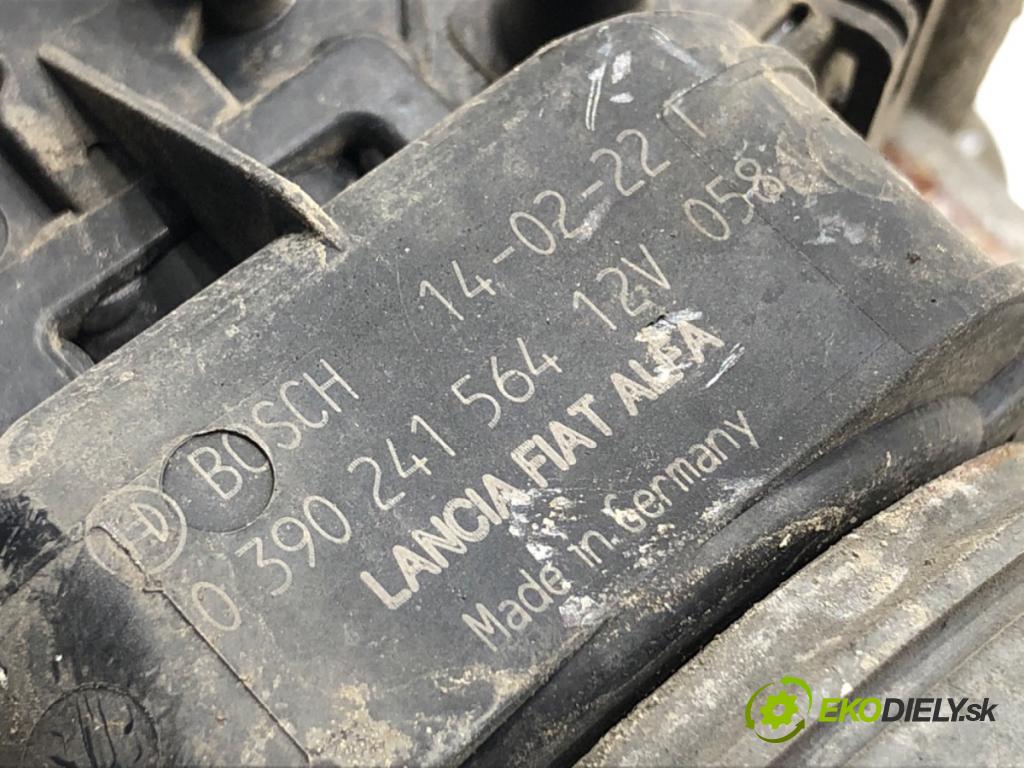 BOSCH 14-02-22 T
0 390 241 564 12V 058
LANCIA FIAT ALFA
Made in Germany
EKODIELY.sk